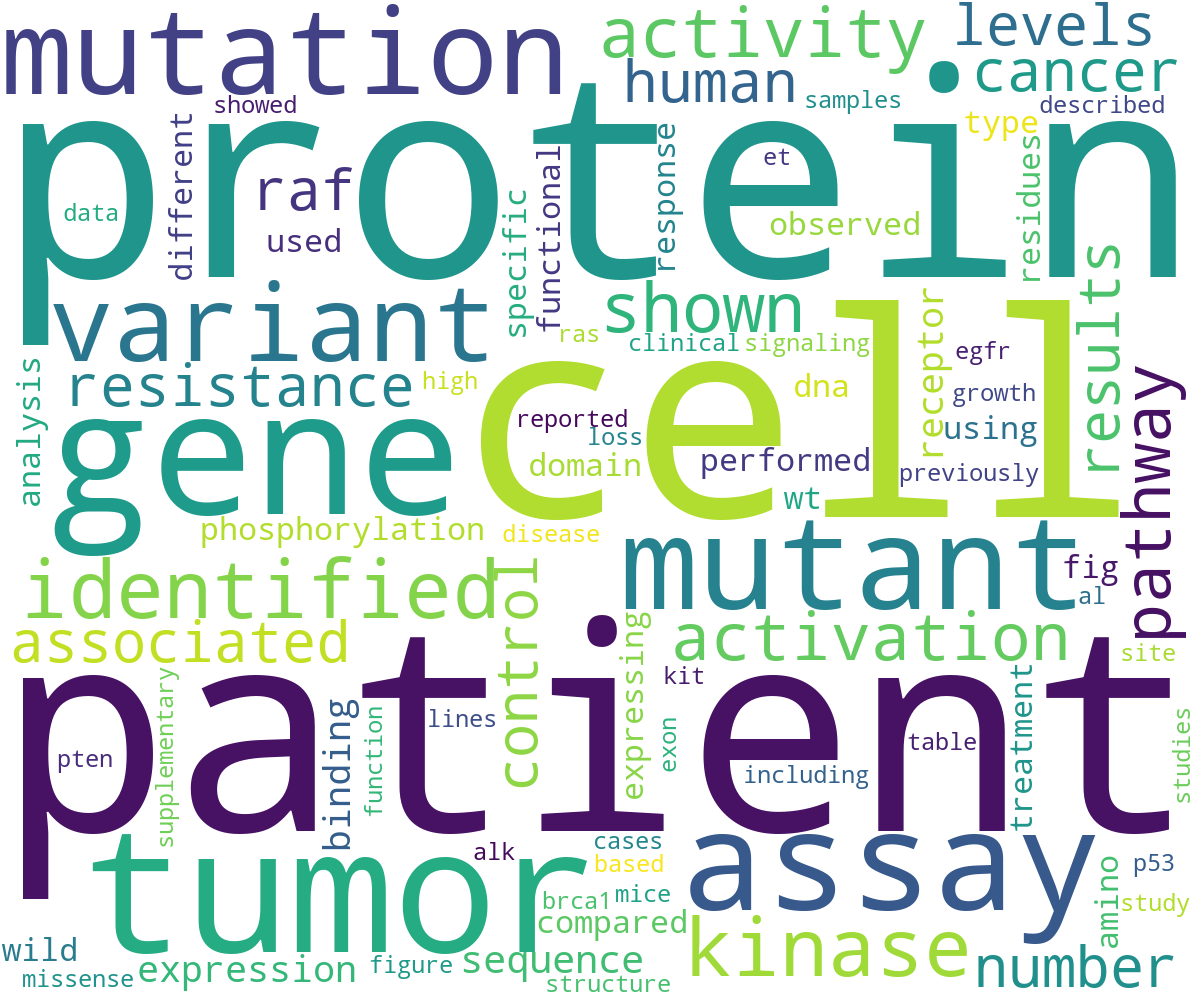 mutation
activity
levels
human
cancer
showed
samples
described
protein
type
different
raf
data
used
specific
functional
response
et
observed
residues
variant
shown
results
ras
clinical
signaling
receptor
egfr
analysis
resistance
high
cell
reported
loss
dna
growth
using
pathway
gene
domain
performed
previously
wt
phosphorylation
disease
identified
control
mutant
fig
al
associated
activation
expressing
site
patient
kit
supplementary
binding
function
lines
exon
table
treatment
studies
pten
including
tumor
alk
cases
based
assay
p53
brca1
mice
amino
study
compared
wild
missense
expression
figure
sequence
structure
kinase
number